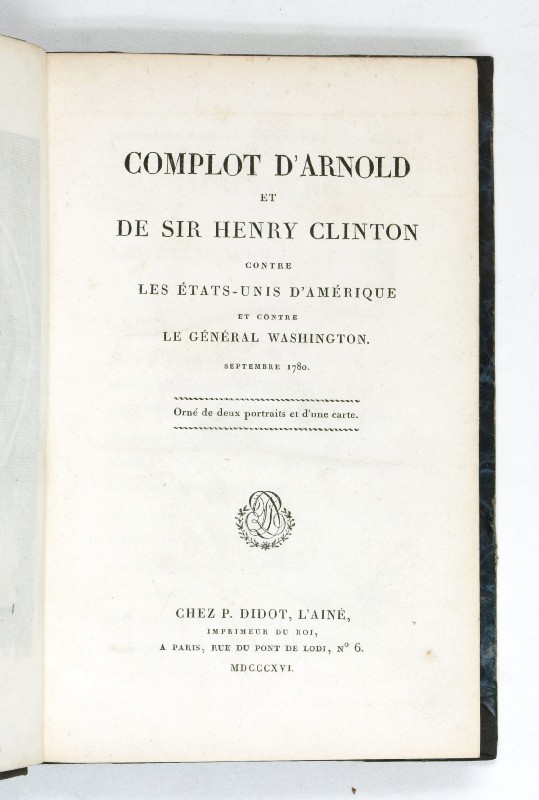 COMPLOT D'ARNOLD
ET
DE SIR HENRY CLINTON
CONTRE
LES ÉTATS-UNIS D'AMÉRIQUE
ET CONTRE
LE GÉNÉRAL WASHINGTON.
SEPTEMBRE 1780.
Orné de deux portraits et d'une carte.
CHEZ P. DIDOT, L'AINÉ,
IMPRIMEUR DU ROI,
A PARIS, RUE DU PONT DE LODI, Nº 6.
MDCCCXVI.